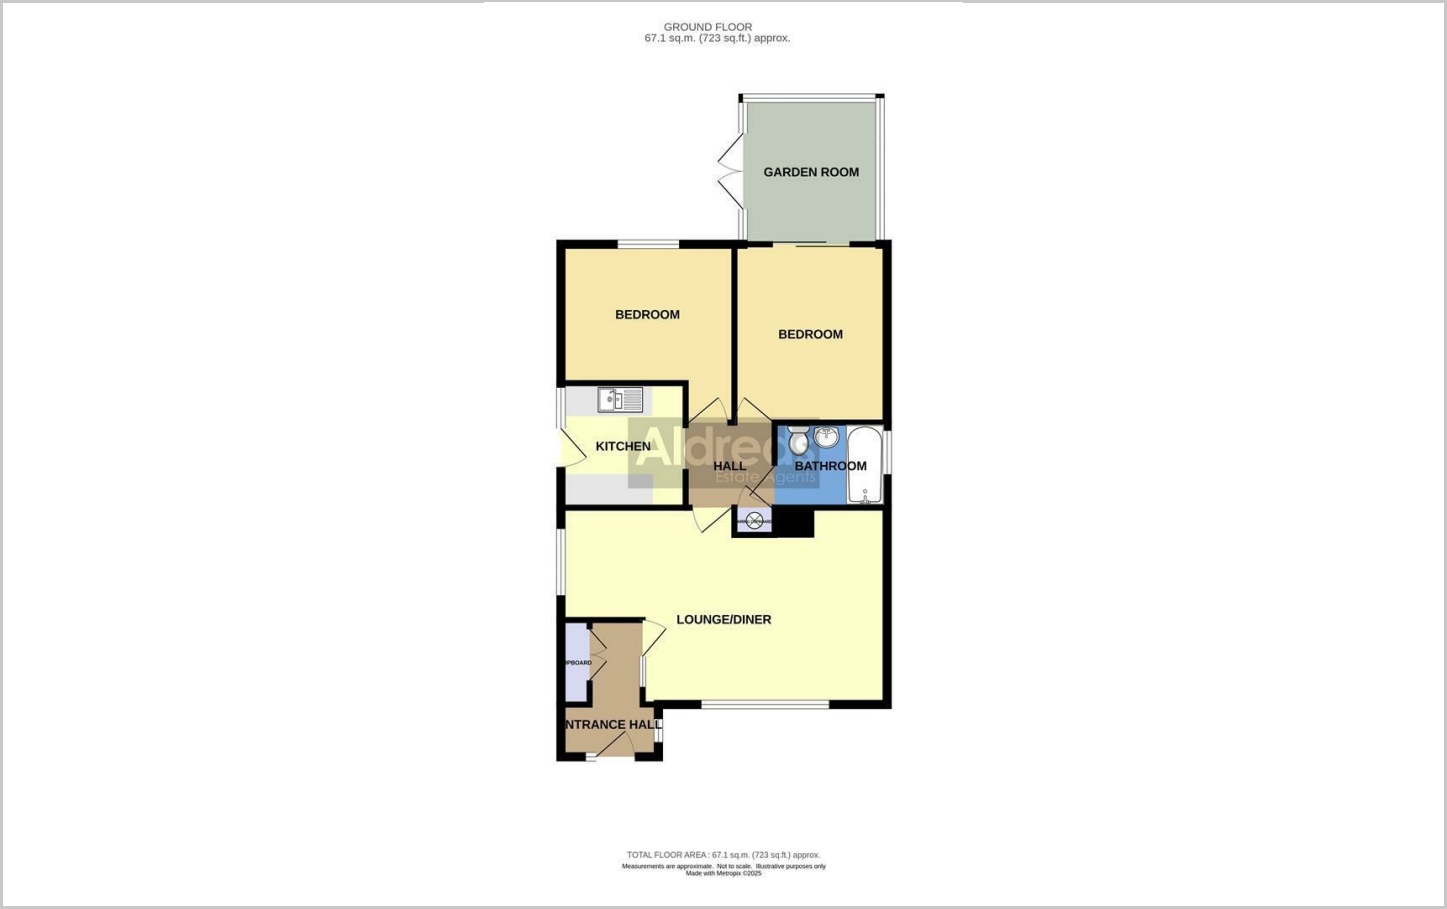 GROUND FLOOR
67.1 sq.m. (723 sq.ft.) approx.
GARDEN ROOM
BEDROOM
BEDROOM
KITCHEN
Aldreds
Estate Agents
HALL
BATHROOM
LOUNGE/DINER
UPBOARD
NTRANCE HALL
TOTAL FLOOR AREA : 67.1 sq.m. (723 sq.ft.) approx.
Measurements are approximate. Not to scale. Illustrative purposes only
Made with Metropix ©2025